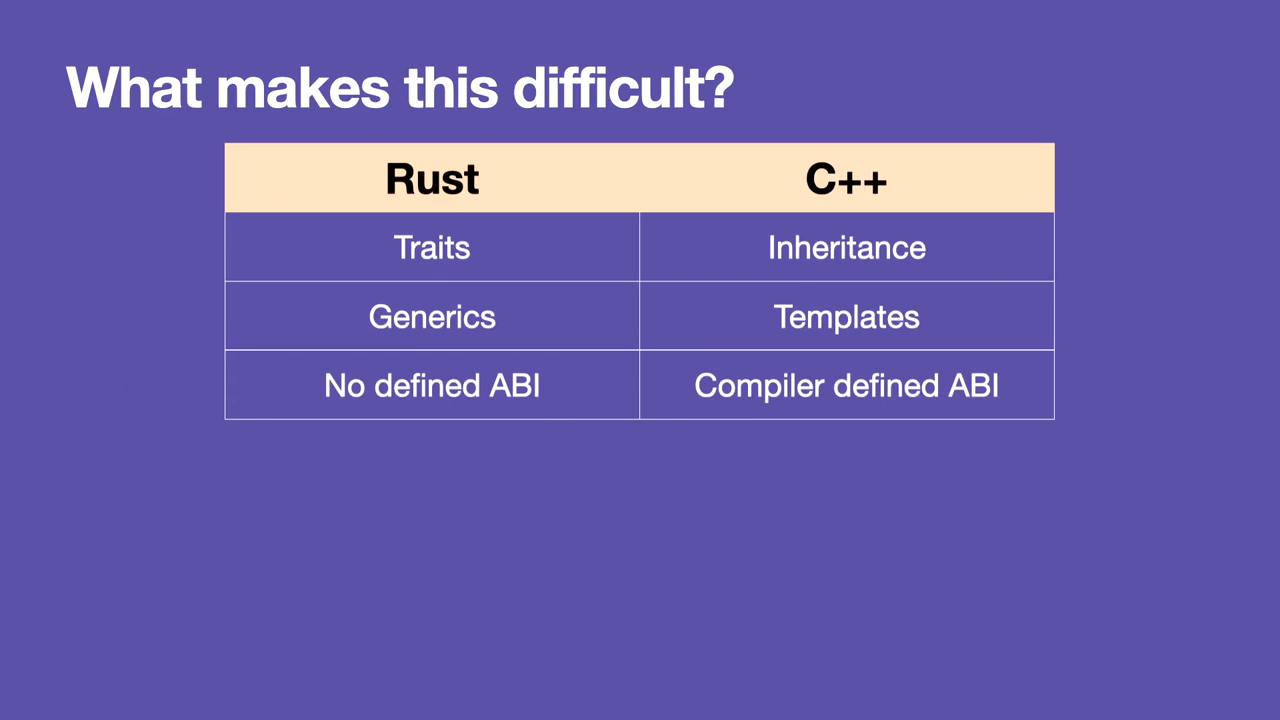 What makes this difficult?
Rust C++
Traits Inheritance
Generics Templates
No defined ABI Compiler defined ABI